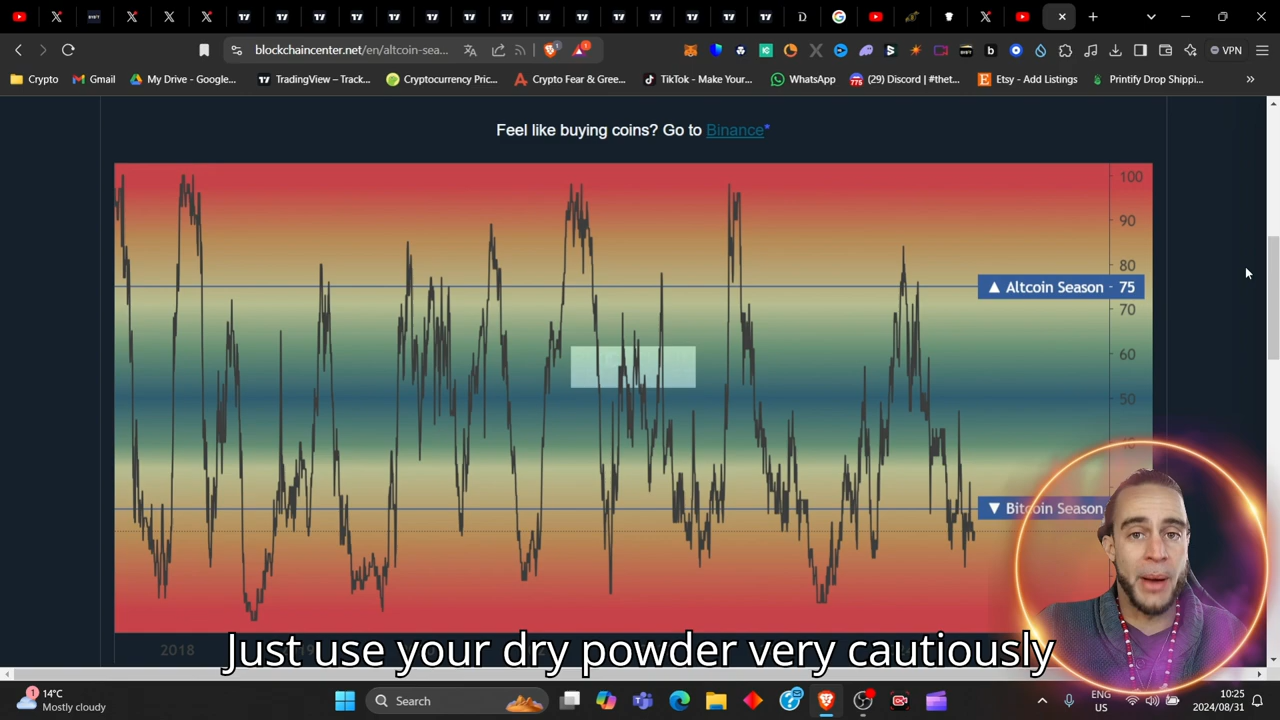 blockchaincenter.net/en/altcoin-sea...
VPN
Crypto
Gmail
My Drive - Google...
TradingView – Track...
Cryptocurrency Pric...
Crypto Fear & Gree...
TikTok - Make Your...
WhatsApp
(29) Discord | #thet...
Etsy - Add Listings
Printify Drop Shippi...
Feel like buying coins? Go to Binance*
100
90
80
▲ Altcoin Season - 75
70
60
50
40
▼ Bitcoin Season
Just use your dry powder very cautiously
2018
14°C
Mostly cloudy
Search
ENG
US
10:25
2024/08/31